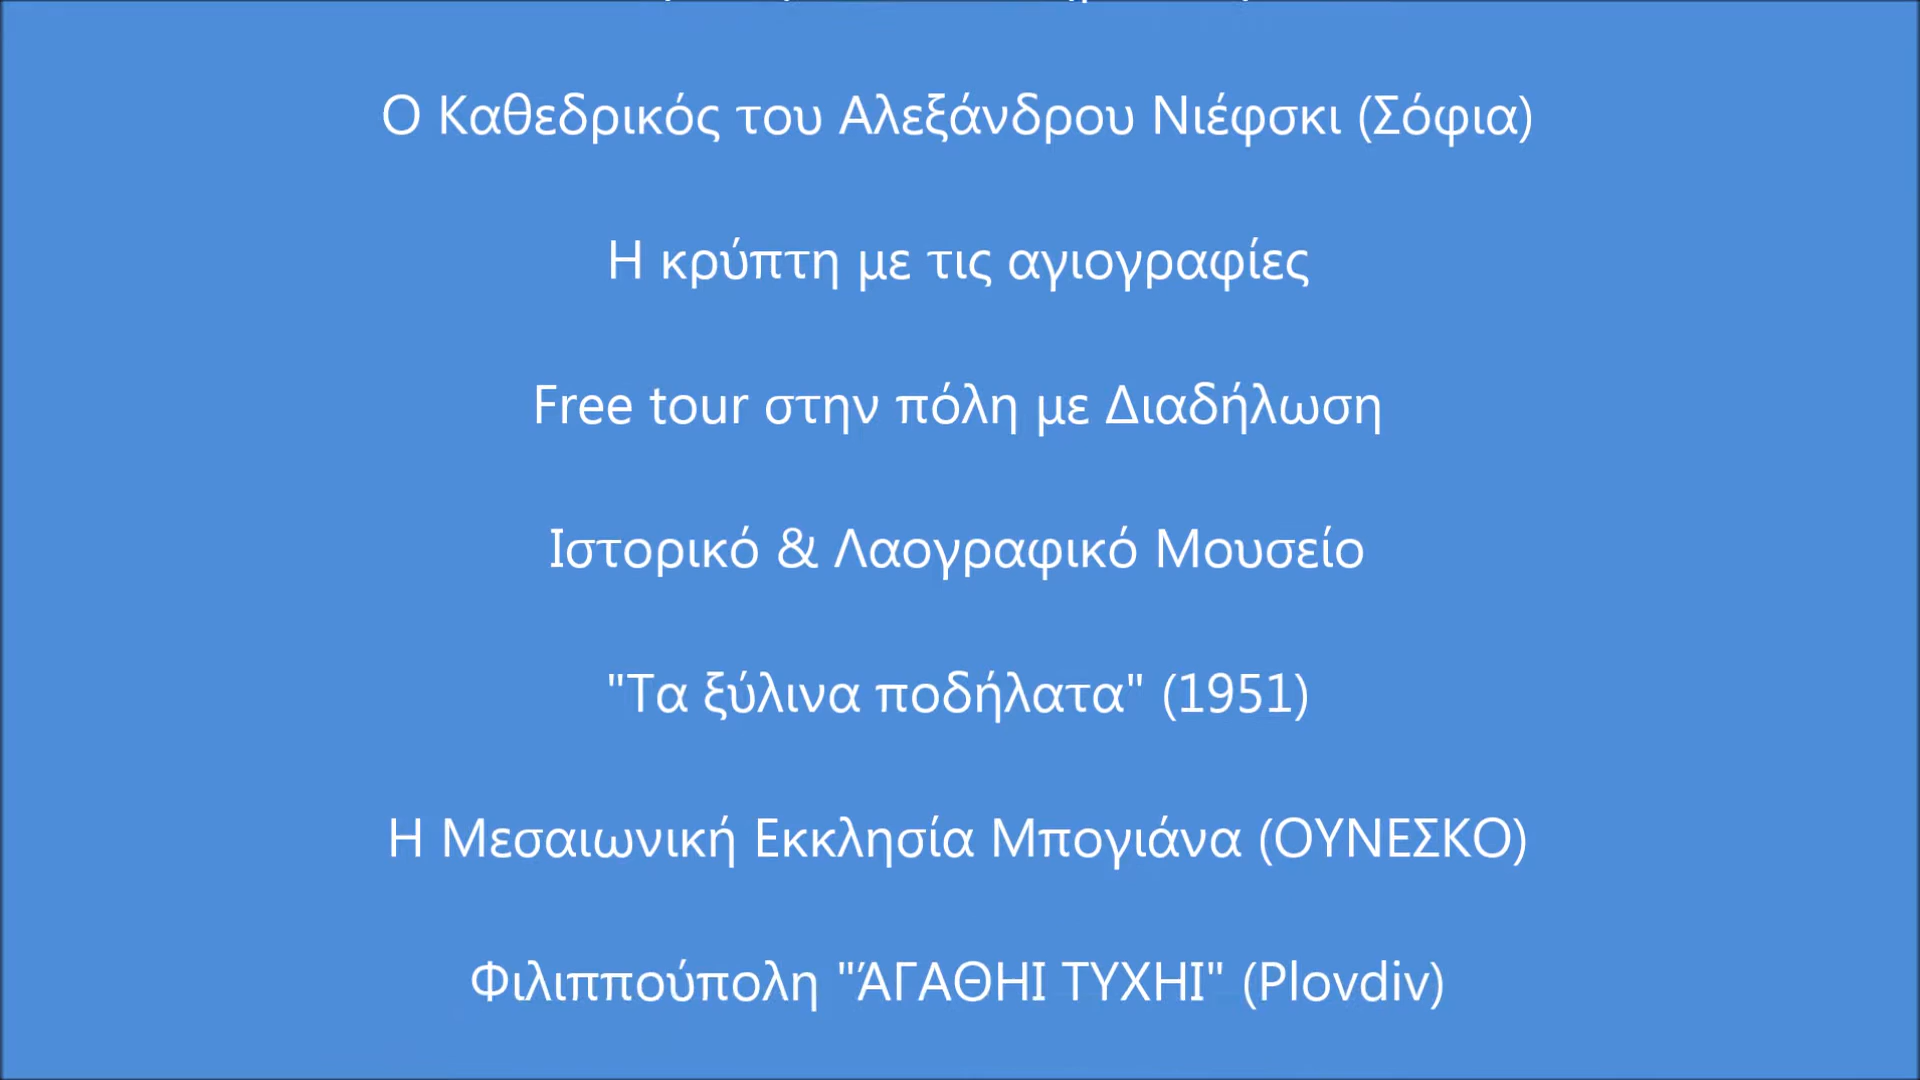 Ο Καθεδρικός του Αλεξάνδρου Νιέφσκι (Σόφια)
Η κρύπτη με τις αγιογραφίες
Free tour στην πόλη με Διαδήλωση
Ιστορικό & Λαογραφικό Μουσείο
"Τα ξύλινα ποδήλατα" (1951)
Η Μεσαιωνική Εκκλησία Μπογιάνα (ΟΥΝΕΣΚΟ)
Φιλιππούπολη "ΆΓΑΘΗΙ ΤΥΧΗΙ" (Plovdiv)